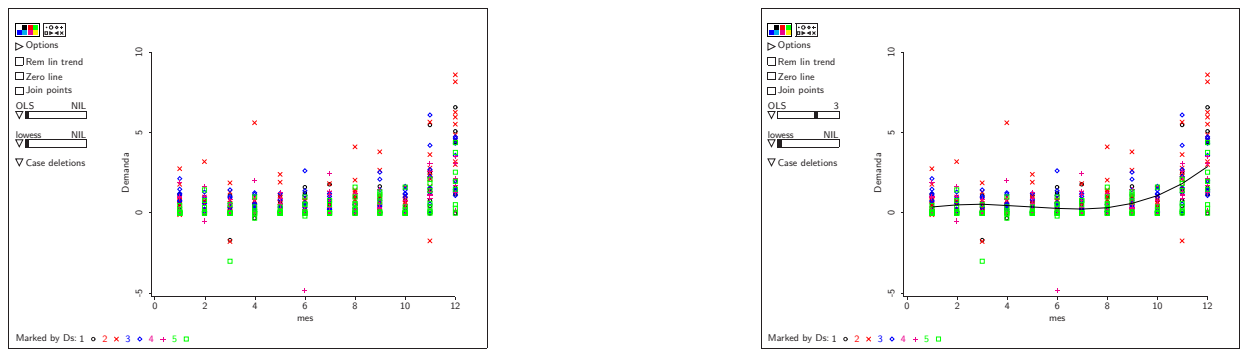 Options
Rem lin trend
Zero line
Join points
OLS NIL
lowess NIL
Case deletions
Demanda
10
5
0
-5
0 2 4 6 8 10 12
mes
Marked by Ds: 1 2 3 4 5
Options
Rem lin trend
Zero line
Join points
OLS 3
lowess NIL
Case deletions
Demanda
10
5
0
-5
0 2 4 6 8 10 12
mes
Marked by Ds: 1 2 3 4 5